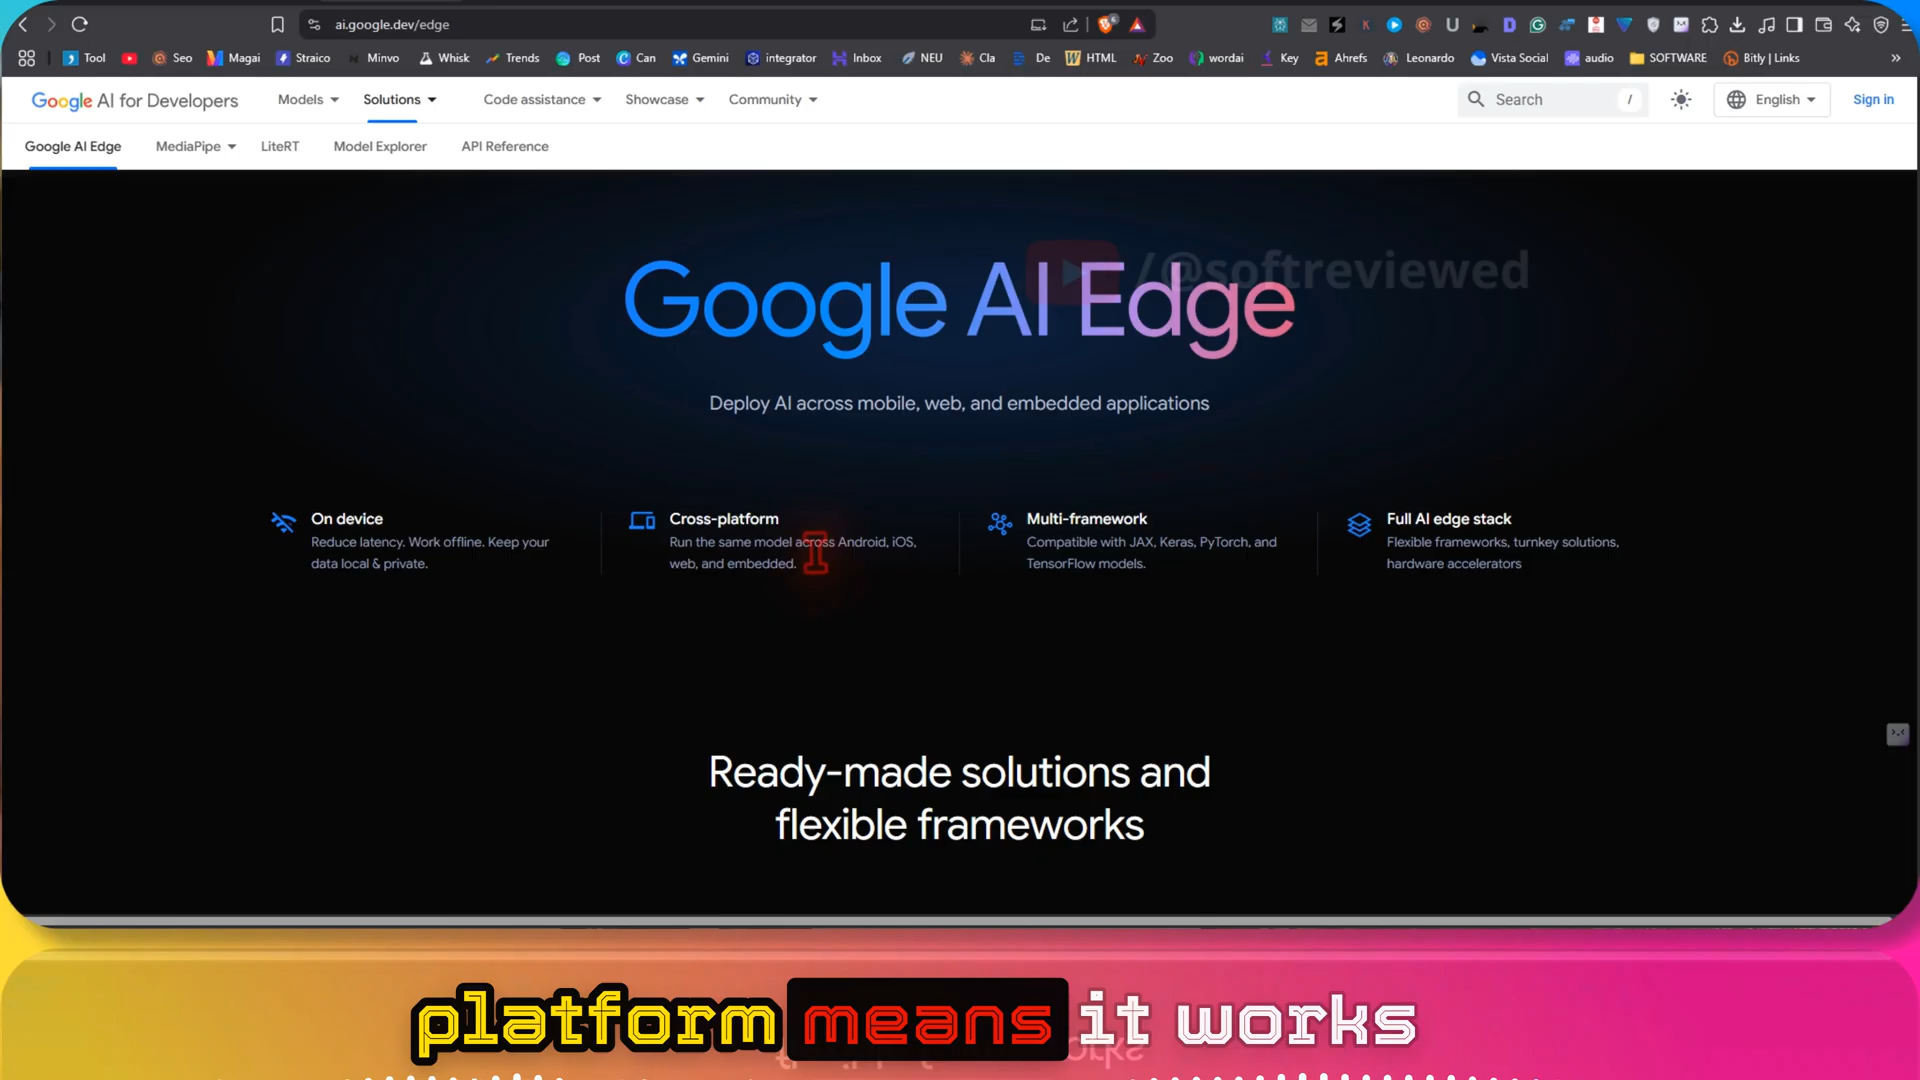 ai.google.dev/edge
6
Tool Seo Magai Straico Minvo Whisk Trends Post Can Gemini integrator Inbox NEU Cla De HTML Zoo wordai Key Ahrefs Leonardo Vista Social audio SOFTWARE Bitly | Links »
Google AI for Developers Models Solutions Code assistance Showcase Community Search / English Sign in
Google AI Edge MediaPipe LiteRT Model Explorer API Reference
/@softreviewed
Google AI Edge
Deploy AI across mobile, web, and embedded applications
On device
Reduce latency. Work offline. Keep your
data local & private.
Cross-platform
Run the same model across Android, iOS,
web, and embedded.
Multi-framework
Compatible with JAX, Keras, PyTorch, and
TensorFlow models.
Full AI edge stack
Flexible frameworks, turnkey solutions,
hardware accelerators
Ready-made solutions and
flexible frameworks
platform means it works